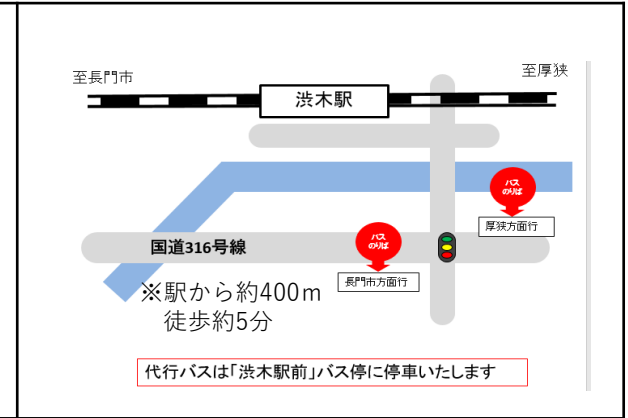 至長門市
至厚狭
渋木駅
バス
のりば
厚狭方面行
バス
のりば
国道316号線
長門市方面行
※駅から約400m
徒歩約5分
代行バスは「渋木駅前」バス停に停車いたします